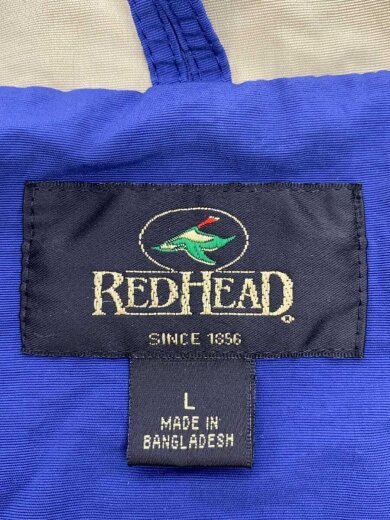 REDHEAD®
SINCE 1856
L
MADE IN
BANGLADESH